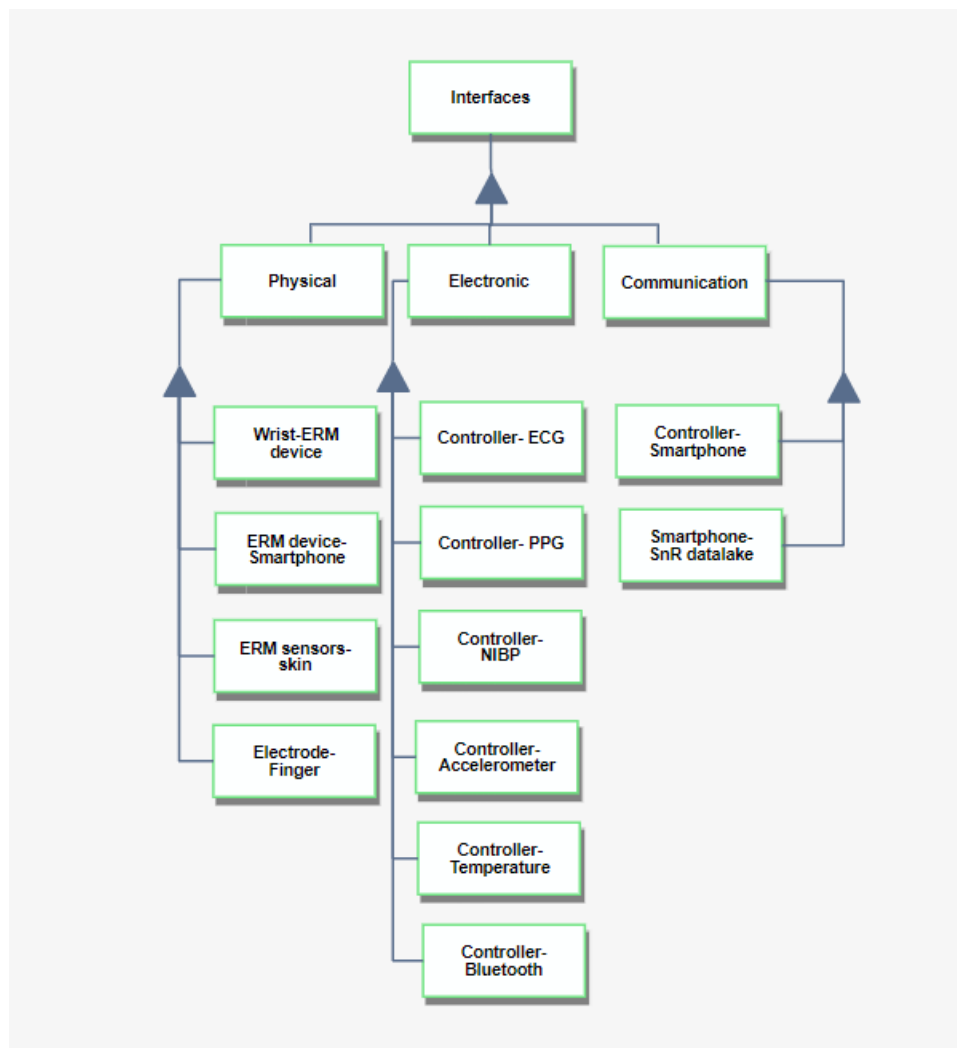 Interfaces
Physical
Electronic
Communication
Wrist-ERM
device
ERM device-
Smartphone
ERM sensors-
skin
Electrode-
Finger
Controller- ECG
Controller- PPG
Controller-
NIBP
Controller-
Accelerometer
Controller-
Temperature
Controller-
Bluetooth
Controller-
Smartphone
Smartphone-
SnR datalake